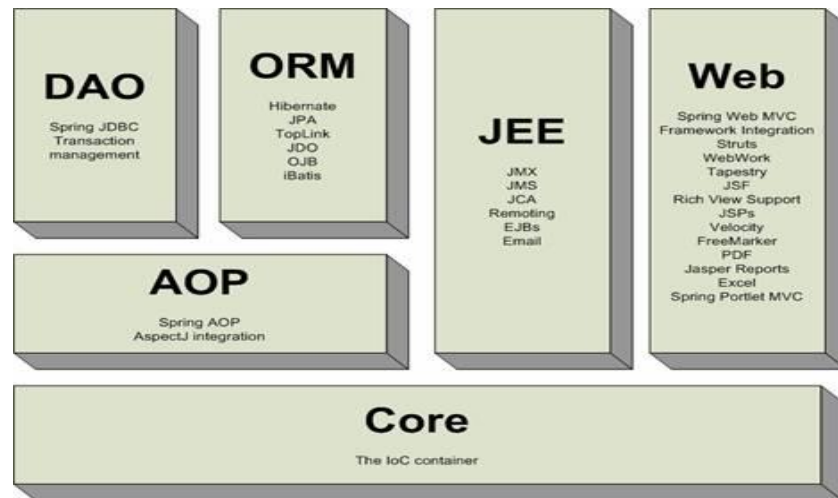 DAO
Spring JDBC
Transaction
management
ORM
Hibernate
JPA
TopLink
JDO
OJB
iBatis
JEE
JMX
JMS
JCA
Remoting
EJBs
Email
Web
Spring Web MVC
Framework Integration
Struts
WebWork
Tapestry
JSF
Rich View Support
JSPs
Velocity
FreeMarker
PDF
Jasper Reports
Excel
Spring Portlet MVC
AOP
Spring AOP
AspectJ integration
Core
The IoC container